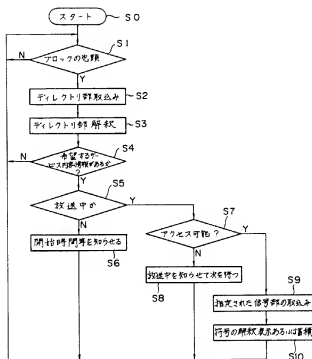 スタート
S0
S1
ブロックの先頭
N
Y
ディレクトリ部取込み
S2
ディレクトリ部解釈
S3
希望するサービス内容情報があるか?
S4
N
Y
S5
放送中か
Y
N
S7
アクセス可能?
Y
N
開始時間等を知らせる
S6
放送中を知らせて次を待つ
S8
S9
指定された信号部の取込み
符号の解釈表示あるいは蓄積
S10